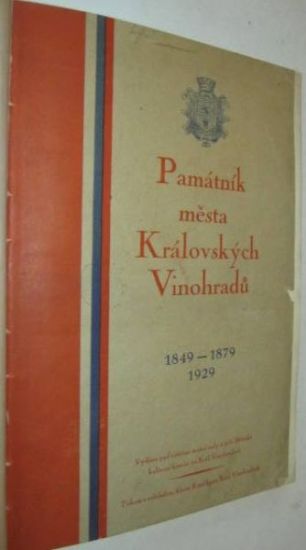 Památník
města
Královských
Vinohradů
1849 — 1879
1929